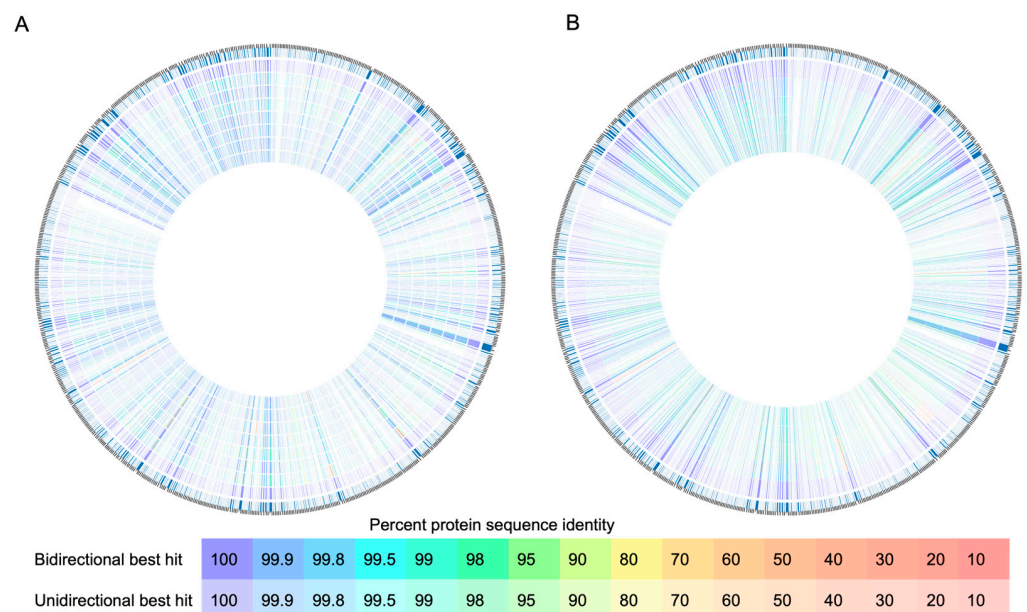 A
B
Percent protein sequence identity
Bidirectional best hit 100 99.9 99.8 99.5 99 98 95 90 80 70 60 50 40 30 20 10
Unidirectional best hit 100 99.9 99.8 99.5 99 98 95 90 80 70 60 50 40 30 20 10